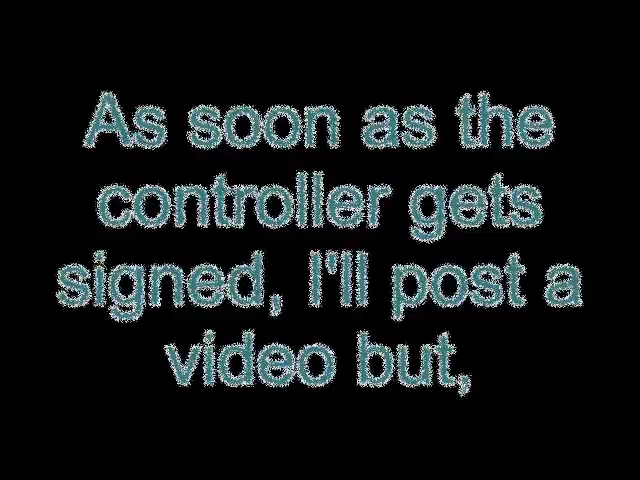 As soon as the
controller gets
signed, I'll post a
video but,